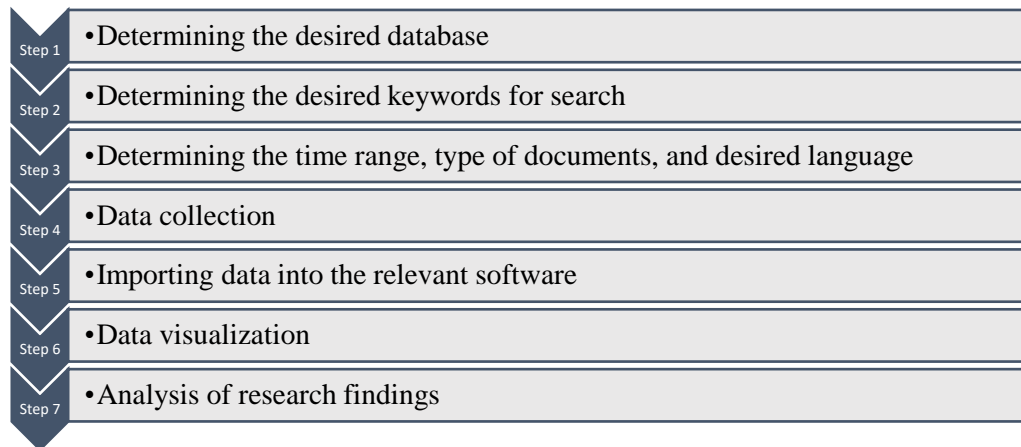 Step 1
•Determining the desired database
Step 2
•Determining the desired keywords for search
Step 3
•Determining the time range, type of documents, and desired language
Step 4
•Data collection
Step 5
•Importing data into the relevant software
Step 6
•Data visualization
Step 7
•Analysis of research findings